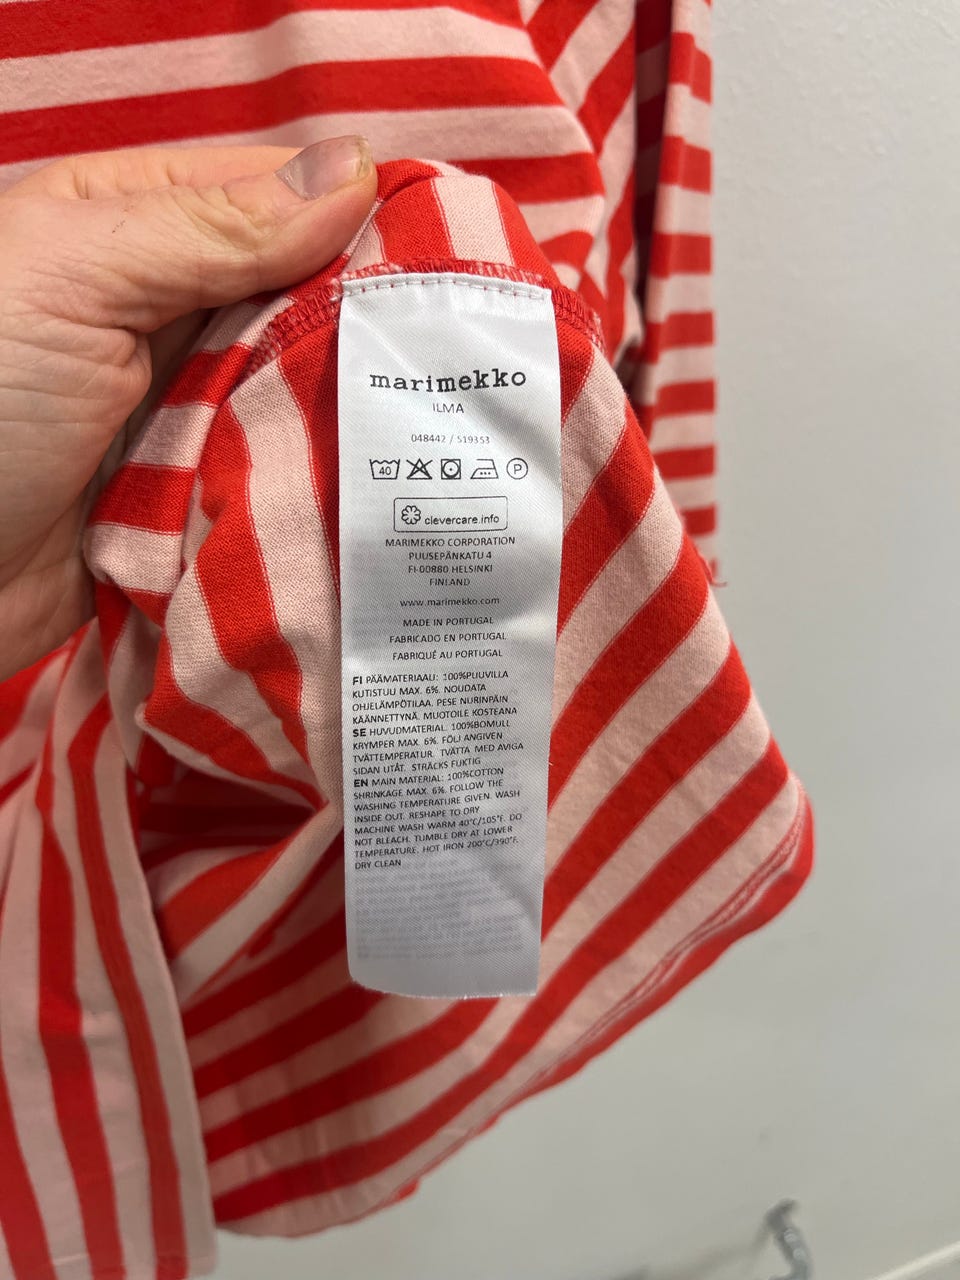 marimekko
ILMA
048442 / 519353
40 P
clevercare.info
MARIMEKKO CORPORATION
PUUSEPÄNKATU 4
FI-00880 HELSINKI
FINLAND
www.marimekko.com
MADE IN PORTUGAL
FABRICADO EN PORTUGAL
FABRIQUÉ AU PORTUGAL
FI PÄÄMATERIAALI: 100%PUUVILLA
KUTISTUU MAX. 6%. NOUDATA
OHJELÄMPÖTILAA. PESE NURINPÄIN
KÄÄNNETTYNÄ. MUOTOILE KOSTEANA
SE HUVUDMATERIAL: 100%BOMULL
KRYMPER MAX. 6%. FÖLJ ANGIVEN
TVÄTTEMPERATUR. TVÄTTA MED AVIGA
SIDAN UTÅT. STRÄCKS FUKTIG
EN MAIN MATERIAL: 100%COTTON
SHRINKAGE MAX. 6%. FOLLOW THE
WASHING TEMPERATURE GIVEN. WASH
INSIDE OUT. RESHAPE TO DRY
MACHINE WASH WARM 40°C/105°F. DO
NOT BLEACH. TUMBLE DRY AT LOWER
TEMPERATURE. HOT IRON 200°C/390°F.
DRY CLEAN